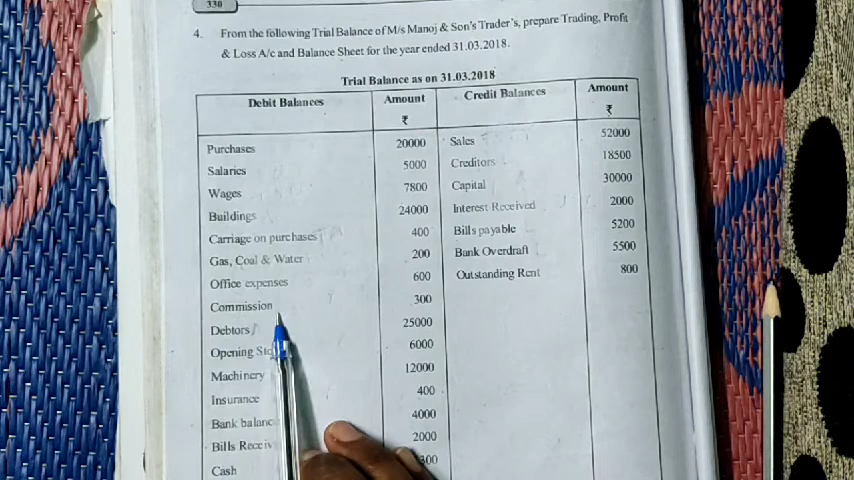 330
4. From the following Trial Balance of M/s Manoj & Son's Trader's, prepare Trading, Profit
& Loss A/c and Balance Sheet for the year ended 31.03.2018.
Trial Balance as on 31.03.2018
Debit Balances Amount ₹ Credit Balances Amount ₹
Purchases 20000 Sales 52000
Salaries 5000 Creditors 18500
Wages 7800 Capital 30000
Buildings 24000 Interest Received 2000
Carriage on purchases 400 Bills payable 5200
Gas, Coal & Water 200 Bank Overdraft 5500
Office expenses 600 Outstanding Rent 800
Commission 300
Debtors 25000
Opening 6000
Machinery 12000
Insurance 400
Bank balanc 4000
Bills Receiv 2000
Cash